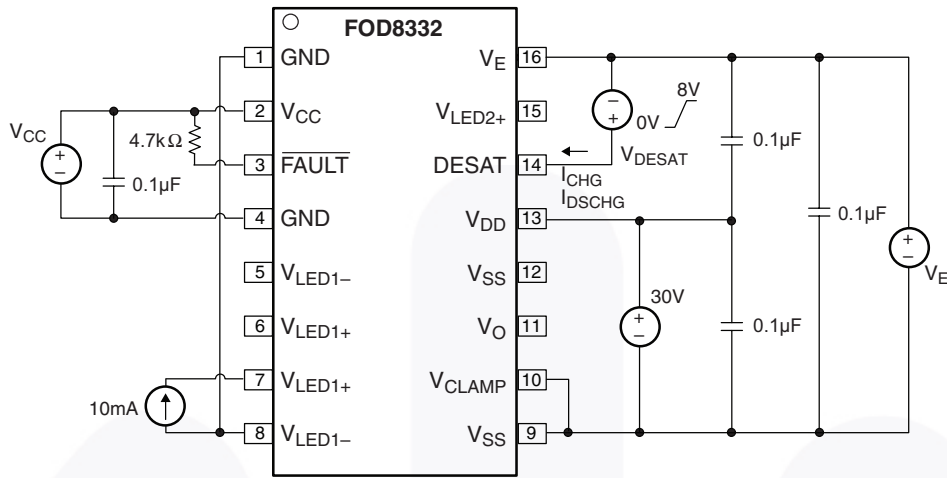 FOD8332
1 GND
2 VCC
3 FAULT
4 GND
5 VLED1–
6 VLED1+
7 VLED1+
8 VLED1–
VE 16
VLED2+ 15
DESAT 14
VDD 13
VSS 12
VO 11
VCLAMP 10
VSS 9
VCC
+
–
4.7kΩ
0.1µF
10mA
–
+
0V
8V
VDESAT
ICHG
IDSCHG
0.1µF
0.1µF
0.1µF
30V
+
–
+
–
VE